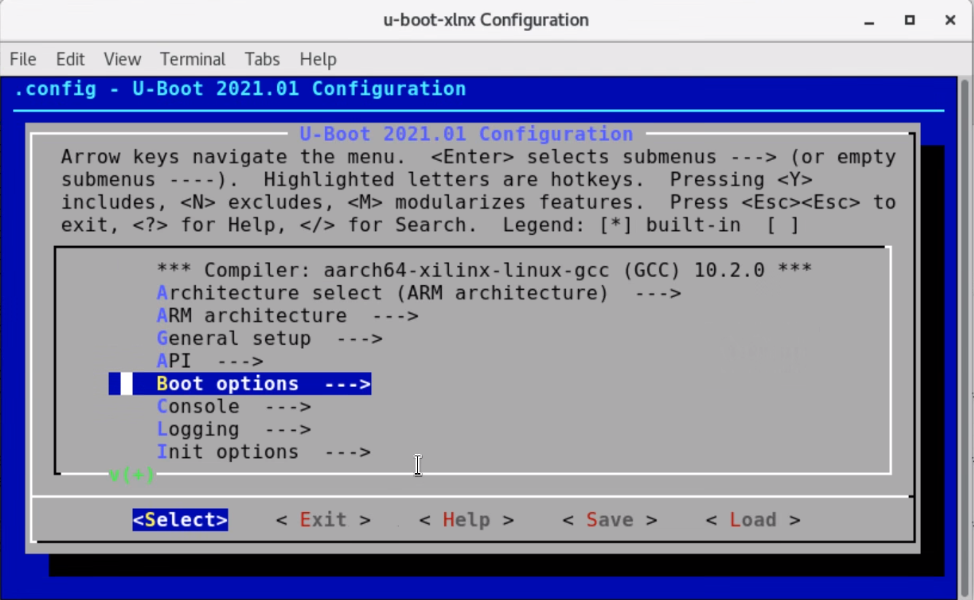 u-boot-xlnx Configuration
File Edit View Terminal Tabs Help
.config - U-Boot 2021.01 Configuration
U-Boot 2021.01 Configuration
Arrow keys navigate the menu.  <Enter> selects submenus ---> (or empty
submenus ----).  Highlighted letters are hotkeys.  Pressing <Y>
includes, <N> excludes, <M> modularizes features.  Press <Esc><Esc> to
exit, <?> for Help, </> for Search.  Legend: [*] built-in  [ ]
*** Compiler: aarch64-xilinx-linux-gcc (GCC) 10.2.0 ***
Architecture select (ARM architecture)  --->
ARM architecture  --->
General setup  --->
API  --->
Boot options  --->
Console  --->
Logging  --->
Init options  --->
v(+)
<Select>    < Exit >    < Help >    < Save >    < Load >